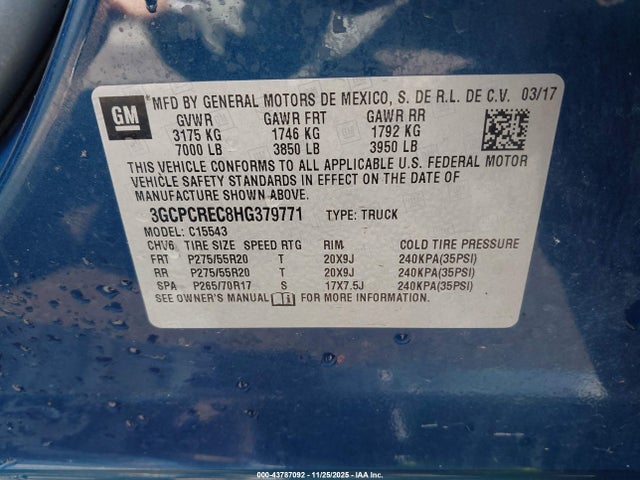 GM
MFD BY GENERAL MOTORS DE MEXICO, S. DE R.L. DE C.V. 03/17
GVWR GAWR FRT GAWR RR
3175 KG 1746 KG 1792 KG
7000 LB 3850 LB 3950 LB
THIS VEHICLE CONFORMS TO ALL APPLICABLE U.S. FEDERAL MOTOR
VEHICLE SAFETY STANDARDS IN EFFECT ON THE DATE OF
MANUFACTURE SHOWN ABOVE.
3GCPCREC8HG379771 TYPE: TRUCK
MODEL: C15543
CHV6 TIRE SIZE SPEED RTG RIM COLD TIRE PRESSURE
FRT P275/55R20 T 20X9J 240KPA(35PSI)
RR P275/55R20 T 20X9J 240KPA(35PSI)
SPA P265/70R17 S 17X7.5J 240KPA(35PSI)
SEE OWNER'S MANUAL FOR MORE INFORMATION.
000-43787092 - 11/25/2025 - IAA Inc.